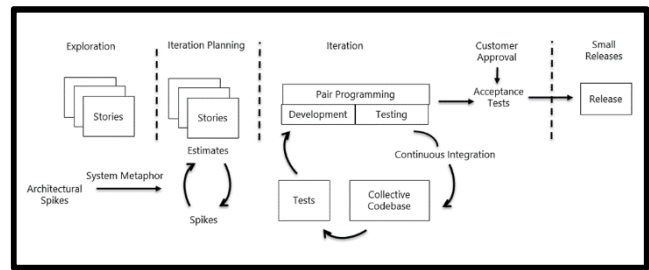 Exploration
Iteration Planning
Iteration
Customer
Approval
Small
Releases
Stories
Stories
Pair Programming
Development
Testing
Acceptance
Tests
Release
Estimates
Continuous Integration
System Metaphor
Architectural
Spikes
Spikes
Tests
Collective
Codebase